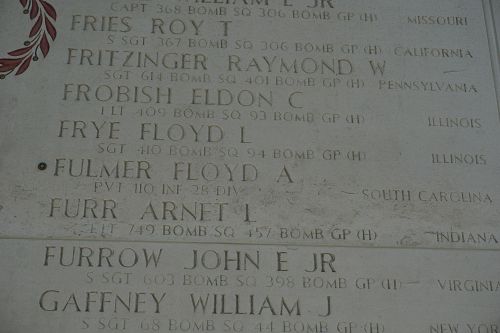 WILLIAM E JR
CAPT 368 BOMB SQ 306 BOMB GP (H) MISSOURI
FRIES ROY T
S SGT 367 BOMB SQ 306 BOMB GP (H) CALIFORNIA
FRITZINGER RAYMOND W
SGT 614 BOMB SQ 401 BOMB GP (H) PENNSYLVANIA
FROBISH ELDON C
1 LT 409 BOMB SQ 93 BOMB GP (H) ILLINOIS
FRYE FLOYD L
SGT 410 BOMB SQ 94 BOMB GP (H) ILLINOIS
FULMER FLOYD A
PVT 110 INF 28 DIV SOUTH CAROLINA
FURR ARNET L
1 LT 749 BOMB SQ 457 BOMB GP (H) INDIANA
FURROW JOHN E JR
S SGT 603 BOMB SQ 398 BOMB GP (H) VIRGINIA
GAFFNEY WILLIAM J
S SGT 68 BOMB SQ 44 BOMB GP (H) NEW YORK